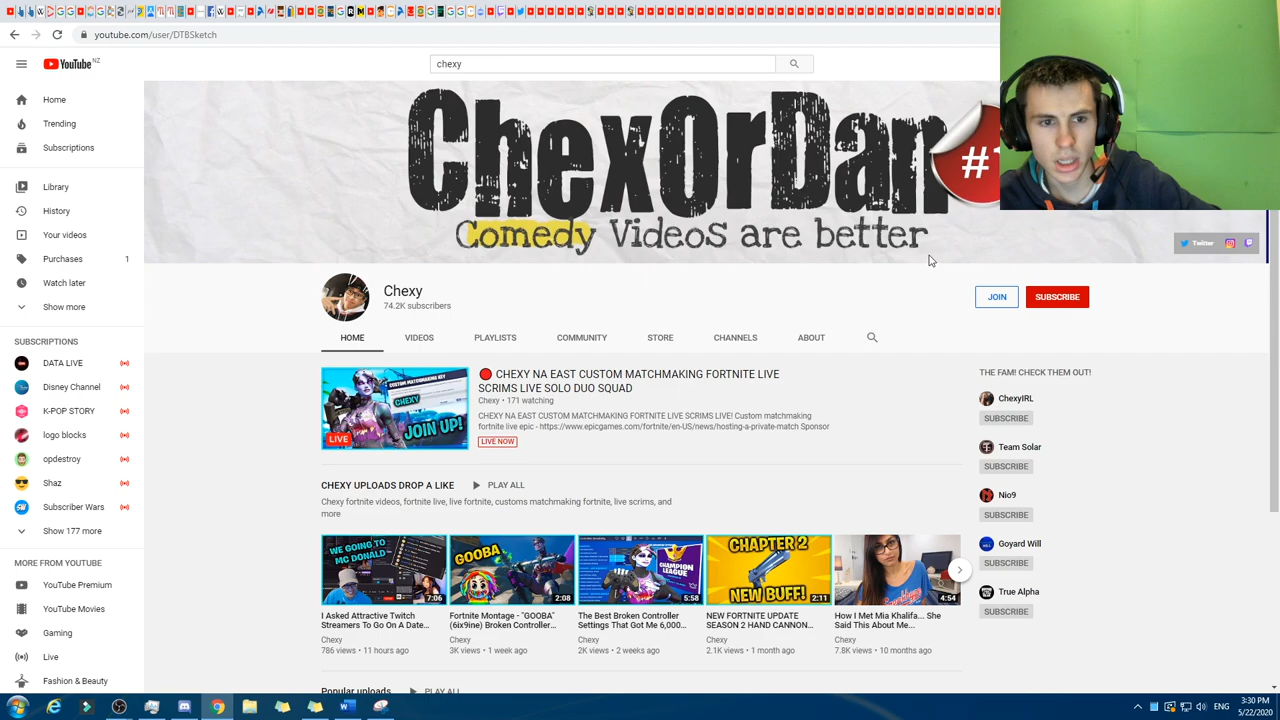 youtube.com/user/DTBSketch
YouTube NZ
chexy
Home
Trending
Subscriptions
Library
History
Your videos
Purchases 1
Watch later
Show more
SUBSCRIPTIONS
DATA LIVE
Disney Channel
K-POP STORY
logo blocks
opdestroy
Shaz
Subscriber Wars
Show 177 more
MORE FROM YOUTUBE
YouTube Premium
YouTube Movies
Gaming
Live
Fashion & Beauty
ChexOrDan
#1
Comedy Videos are better
Twitter
Chexy
74.2K subscribers
JOIN SUBSCRIBE
HOME VIDEOS PLAYLISTS COMMUNITY STORE CHANNELS ABOUT
CUSTOM MATCHMAKING KEY
CHEXY
JOIN UP!
LIVE
🔴 CHEXY NA EAST CUSTOM MATCHMAKING FORTNITE LIVE
SCRIMS LIVE SOLO DUO SQUAD
Chexy • 171 watching
CHEXY NA EAST CUSTOM MATCHMAKING FORTNITE LIVE SCRIMS LIVE! Custom matchmaking
fortnite live epic - https://www.epicgames.com/fortnite/en-US/news/hosting-a-private-match Sponsor
LIVE NOW
CHEXY UPLOADS DROP A LIKE PLAY ALL
Chexy fortnite videos, fortnite live, live fortnite, customs matchmaking fortnite, live scrims, and
more
WE GOING TO
MC DONALD
7:06
I Asked Attractive Twitch
Streamers To Go On A Date...
Chexy
786 views • 11 hours ago
GOOBA
2:08
Fortnite Montage - "GOOBA"
(6ix9ine) Broken Controller...
Chexy
3K views • 1 week ago
CHAMPION
LEAGUE
5:58
The Best Broken Controller
Settings That Got Me 6,000...
Chexy
2K views • 2 weeks ago
CHAPTER 2
NEW BUFF!
2:11
NEW FORTNITE UPDATE
SEASON 2 HAND CANNON...
Chexy
2.1K views • 1 month ago
4:54
How I Met Mia Khalifa... She
Said This About Me...
Chexy
7.8K views • 10 months ago
Popular uploads PLAY ALL
THE FAM! CHECK THEM OUT!
ChexyIRL
SUBSCRIBE
Team Solar
SUBSCRIBE
Nio9
SUBSCRIBE
Goyard Will
SUBSCRIBE
True Alpha
SUBSCRIBE
ENG
3:30 PM
5/22/2020